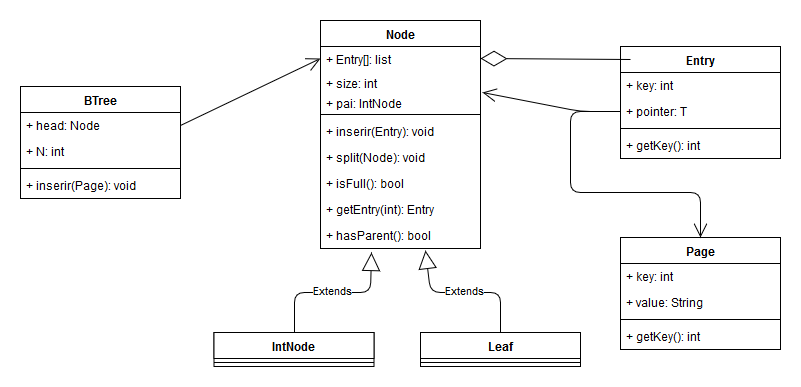 Node
+ Entry[]: list
+ size: int
+ pai: IntNode
+ inserir(Entry): void
+ split(Node): void
+ isFull(): bool
+ getEntry(int): Entry
+ hasParent(): bool
BTree
+ head: Node
+ N: int
+ inserir(Page): void
Entry
+ key: int
+ pointer: T
+ getKey(): int
Page
+ key: int
+ value: String
+ getKey(): int
Extends
Extends
IntNode
Leaf